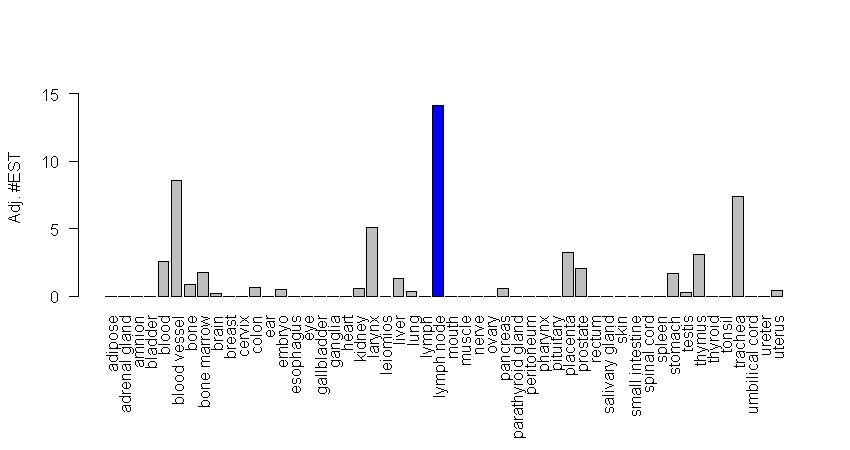 15
10
5
0
Adj. #EST
adipose
adrenal gland
amnion
bladder
blood
blood vessel
bone
bone marrow
brain
breast
cervix
colon
ear
embryo
esophagus
eye
gallbladder
ganglia
heart
kidney
larynx
leiomios
liver
lung
lymph
lymph node
mouth
muscle
nerve
ovary
pancreas
parathyroid gland
peritoneum
pharynx
pituitary
placenta
prostate
rectum
salivary gland
skin
small intestine
spinal cord
spleen
stomach
testis
thymus
thyroid
tonsil
trachea
umbilical cord
ureter
uterus